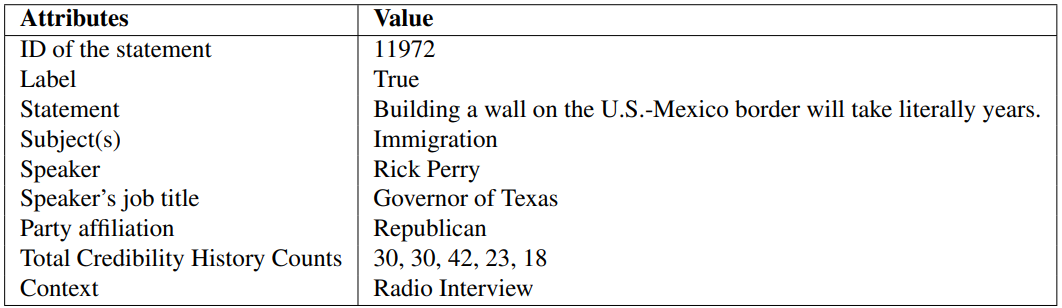 Attributes Value
ID of the statement 11972
Label True
Statement Building a wall on the U.S.-Mexico border will take literally years.
Subject(s) Immigration
Speaker Rick Perry
Speaker's job title Governor of Texas
Party affiliation Republican
Total Credibility History Counts 30, 30, 42, 23, 18
Context Radio Interview